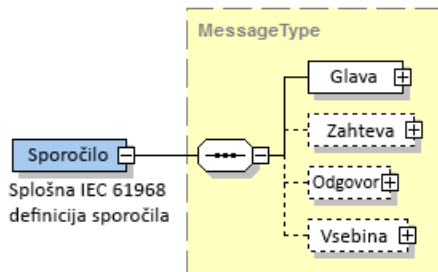 MessageType
Glava
Zahteva
Sporočilo
Odgovor
Splošna IEC 61968
definicija sporočila
Vsebina